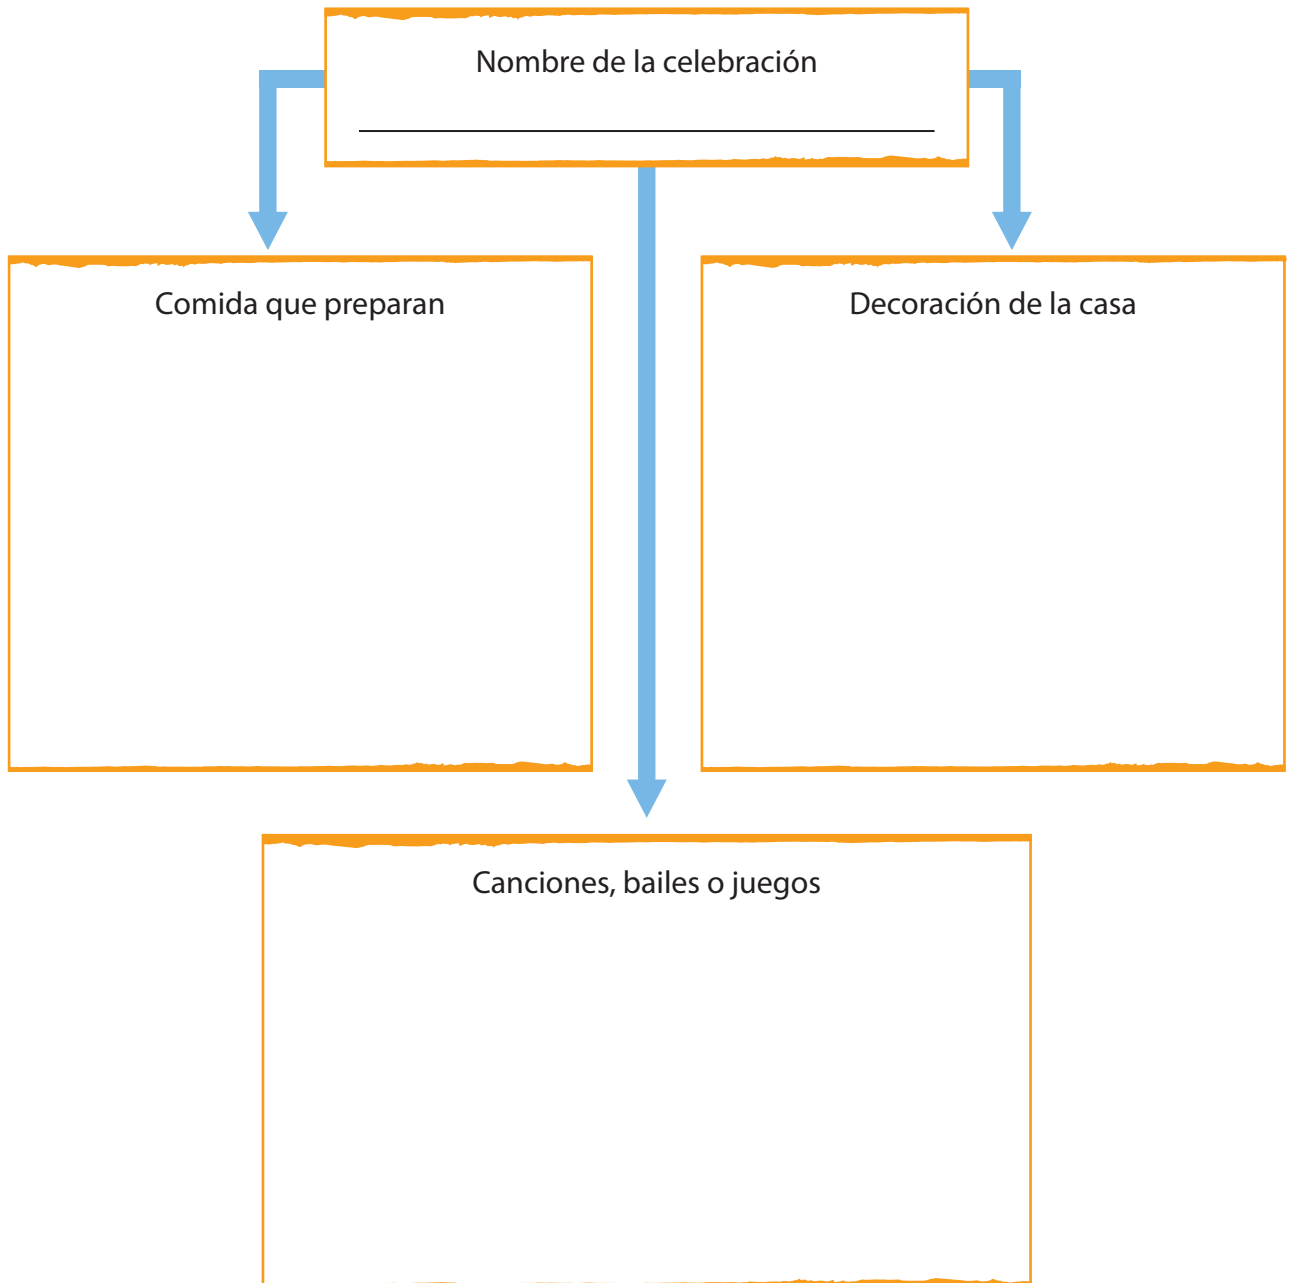 Nombre de la celebración
Comida que preparan
Decoración de la casa
Canciones, bailes o juegos